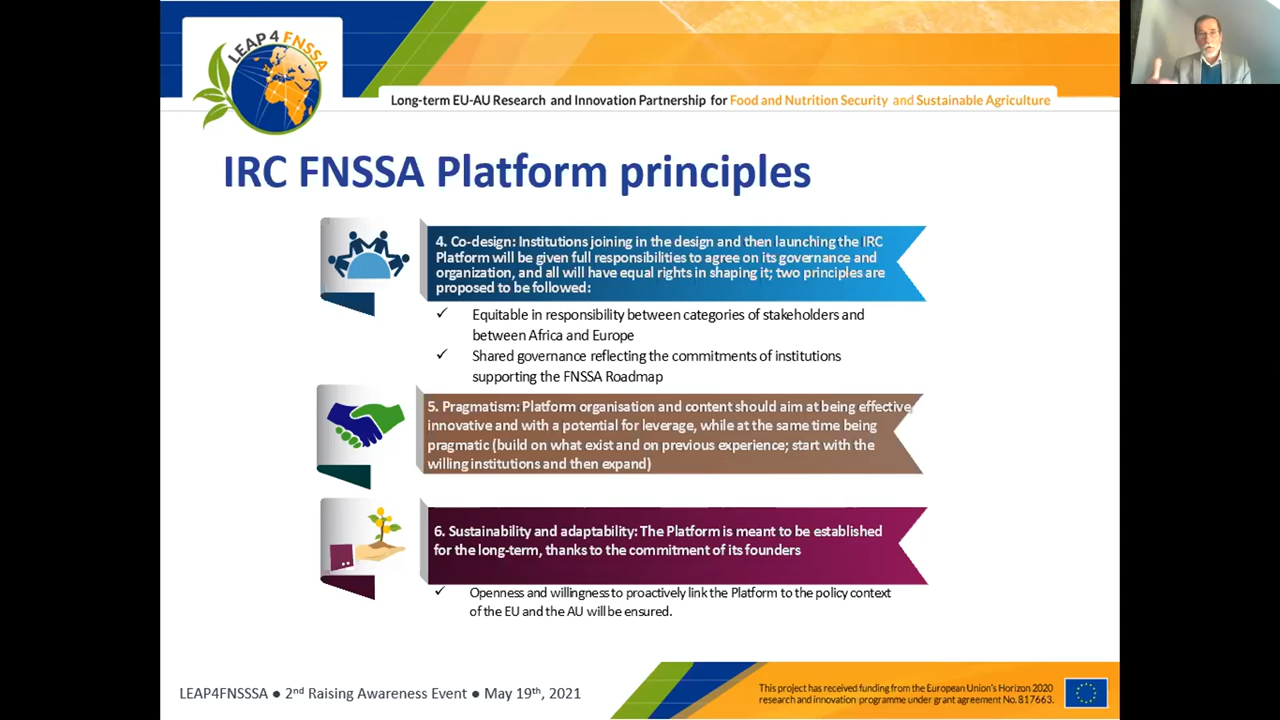 LEAP4FNSSA
Long-term EU-AU Research and Innovation Partnership for Food and Nutrition Security and Sustainable Agriculture
IRC FNSSA Platform principles
4. Co-design: Institutions joining in the design and then launching the IRC
Platform will be given full responsibilities to agree on its governance and
organization, and all will have equal rights in shaping it; two principles are
proposed to be followed:
✓ Equitable in responsibility between categories of stakeholders and
between Africa and Europe
✓ Shared governance reflecting the commitments of institutions
supporting the FNSSA Roadmap
5. Pragmatism: Platform organisation and content should aim at being effective,
innovative and with a potential for leverage, while at the same time being
pragmatic (build on what exist and on previous experience; start with the
willing institutions and then expand)
6. Sustainability and adaptability: The Platform is meant to be established
for the long-term, thanks to the commitment of its founders
✓ Openness and willingness to proactively link the Platform to the policy context
of the EU and the AU will be ensured.
LEAP4FNSSSA ● 2nd Raising Awareness Event ● May 19th, 2021
This project has received funding from the European Union's Horizon 2020
research and innovation programme under grant agreement No. 817663.